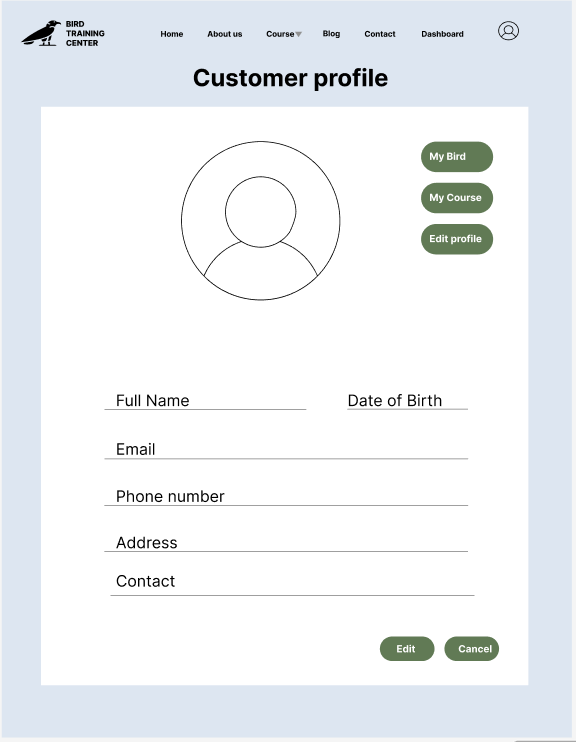 BIRD
TRAINING
CENTER
Home About us Course Blog Contact Dashboard
Customer profile
My Bird
My Course
Edit profile
Full Name Date of Birth
Email
Phone number
Address
Contact
Edit Cancel